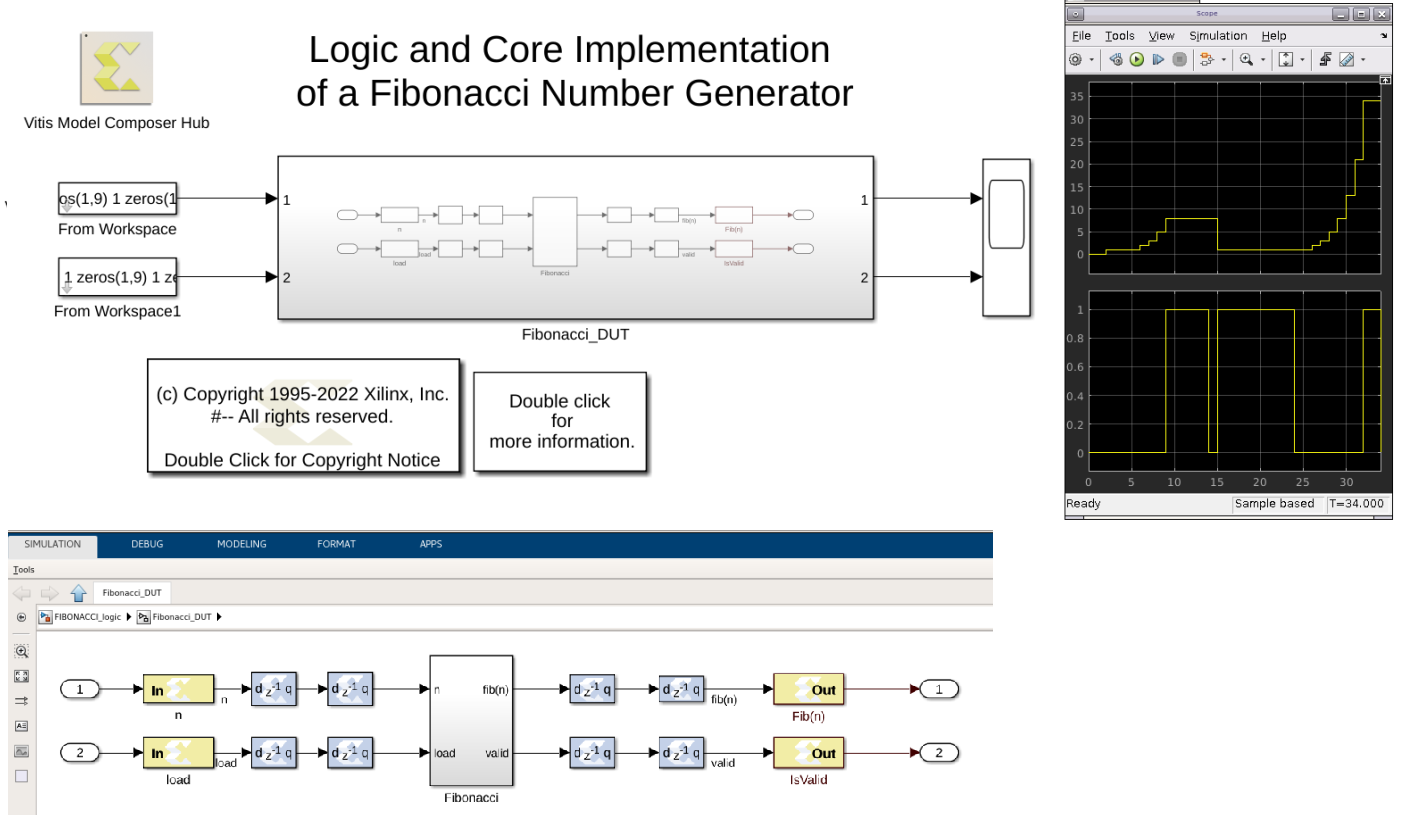 Logic and Core Implementation
of a Fibonacci Number Generator
Vitis Model Composer Hub
os(1,9) 1 zeros(1
From Workspace
1 zeros(1,9) 1 ze
From Workspace1
1
2
n
n
load
load
Fibonacci
fib(n)
valid
Fib(n)
IsValid
1
2
Fibonacci_DUT
(c) Copyright 1995-2022 Xilinx, Inc.
#-- All rights reserved.
Double Click for Copyright Notice
Double click
for
more information.
Scope
File Tools View Simulation Help
35
30
25
20
15
10
5
0
1
0.8
0.6
0.4
0.2
0
0 5 10 15 20 25 30
Ready Sample based T=34.000
SIMULATION DEBUG MODELING FORMAT APPS
Tools
Fibonacci_DUT
FIBONACCI_logic Fibonacci_DUT
1 In n d z-1 q d z-1 q n fib(n) d z-1 q d z-1 q fib(n) Out 1
n Fib(n)
2 In load d z-1 q d z-1 q load valid d z-1 q d z-1 q valid Out 2
load IsValid
Fibonacci